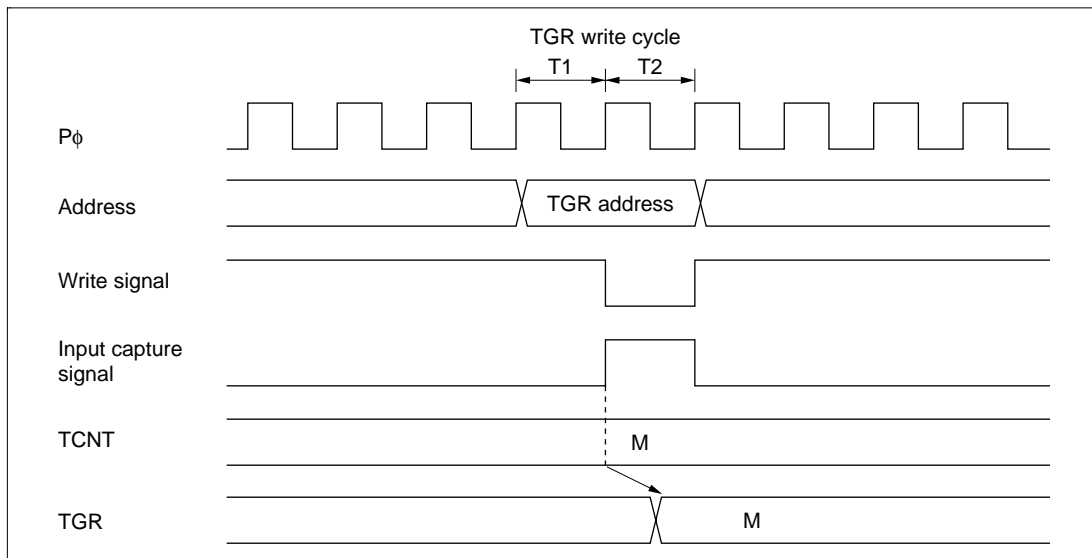 TGR write cycle
T1 T2
Pϕ
Address
TGR address
Write signal
Input capture
signal
TCNT
M
TGR
M